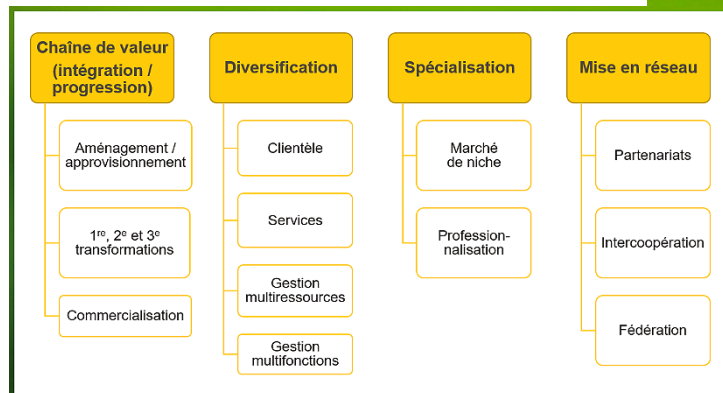 Chaîne de valeur
(intégration /
progression)
Aménagement /
approvisionnement
1re, 2e et 3e
transformations
Commercialisation
Diversification
Clientèle
Services
Gestion
multiressources
Gestion
multifonctions
Spécialisation
Marché
de niche
Profession-
nalisation
Mise en réseau
Partenariats
Intercoopération
Fédération